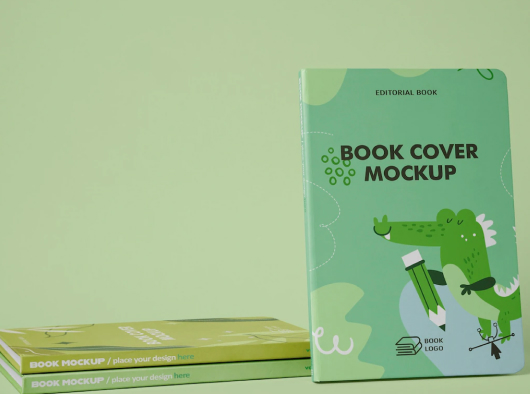 EDITORIAL BOOK
BOOK COVER
MOCKUP
BOOK
LOGO
BOOK MOCKUP / place your design here
BOOK MOCKUP / place your design here